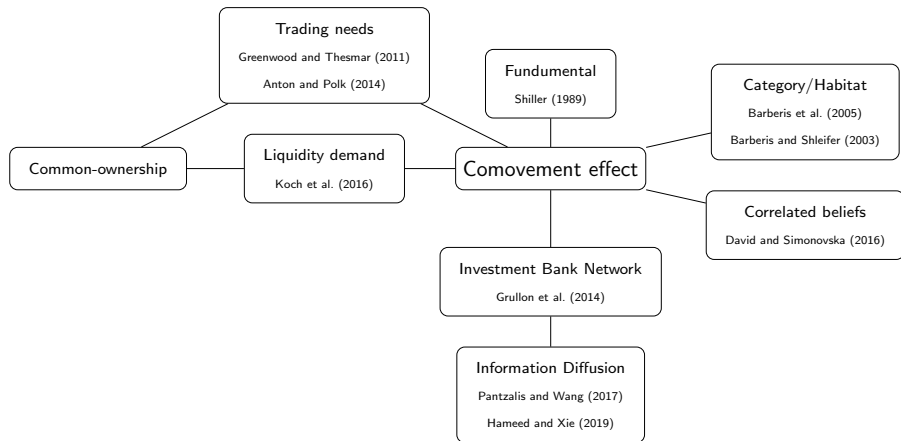 Trading needs
Greenwood and Thesmar (2011)
Anton and Polk (2014)
Fundumental
Shiller (1989)
Category/Habitat
Barberis et al. (2005)
Barberis and Shleifer (2003)
Common-ownership
Liquidity demand
Koch et al. (2016)
Comovement effect
Correlated beliefs
David and Simonovska (2016)
Investment Bank Network
Grullon et al. (2014)
Information Diffusion
Pantzalis and Wang (2017)
Hameed and Xie (2019)